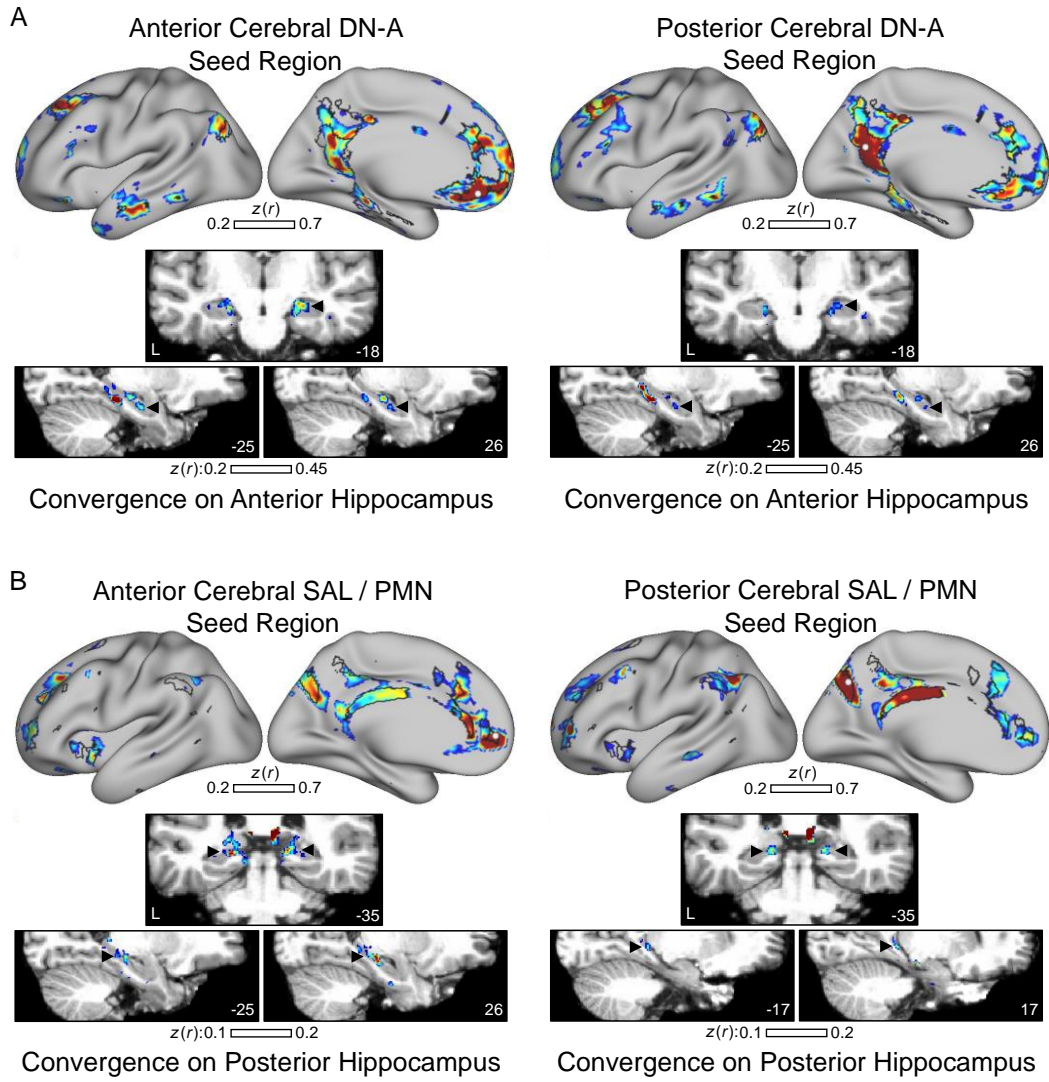 A
Anterior Cerebral DN-A
Seed Region
Posterior Cerebral DN-A
Seed Region
z(r)
0.2 0.7
z(r)
0.2 0.7
L -18
L -18
-25 26
-25 26
z(r):0.2 0.45
z(r):0.2 0.45
Convergence on Anterior Hippocampus
Convergence on Anterior Hippocampus
B
Anterior Cerebral SAL / PMN
Seed Region
Posterior Cerebral SAL / PMN
Seed Region
z(r)
0.2 0.7
z(r)
0.2 0.7
L -35
L -35
-25 26
-17 17
z(r):0.1 0.2
z(r):0.1 0.2
Convergence on Posterior Hippocampus
Convergence on Posterior Hippocampus